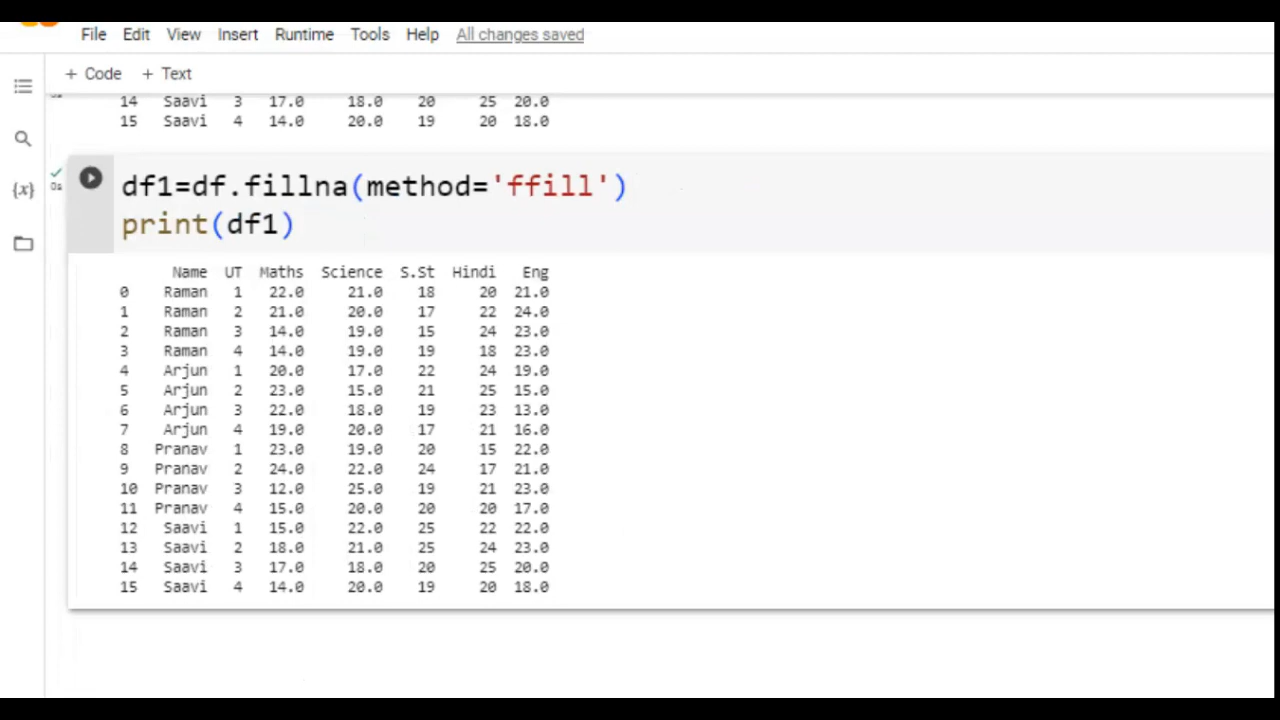 File Edit View Insert Runtime Tools Help All changes saved
+ Code + Text
14 Saavi 3 17.0 18.0 20 25 20.0
15 Saavi 4 14.0 20.0 19 20 18.0
{x}
0s
df1=df.fillna(method='ffill')
print(df1)
Name UT Maths Science S.St Hindi Eng
0 Raman 1 22.0 21.0 18 20 21.0
1 Raman 2 21.0 20.0 17 22 24.0
2 Raman 3 14.0 19.0 15 24 23.0
3 Raman 4 14.0 19.0 19 18 23.0
4 Arjun 1 20.0 17.0 22 24 19.0
5 Arjun 2 23.0 15.0 21 25 15.0
6 Arjun 3 22.0 18.0 19 23 13.0
7 Arjun 4 19.0 20.0 17 21 16.0
8 Pranav 1 23.0 19.0 20 15 22.0
9 Pranav 2 24.0 22.0 24 17 21.0
10 Pranav 3 12.0 25.0 19 21 23.0
11 Pranav 4 15.0 20.0 20 20 17.0
12 Saavi 1 15.0 22.0 25 22 22.0
13 Saavi 2 18.0 21.0 25 24 23.0
14 Saavi 3 17.0 18.0 20 25 20.0
15 Saavi 4 14.0 20.0 19 20 18.0